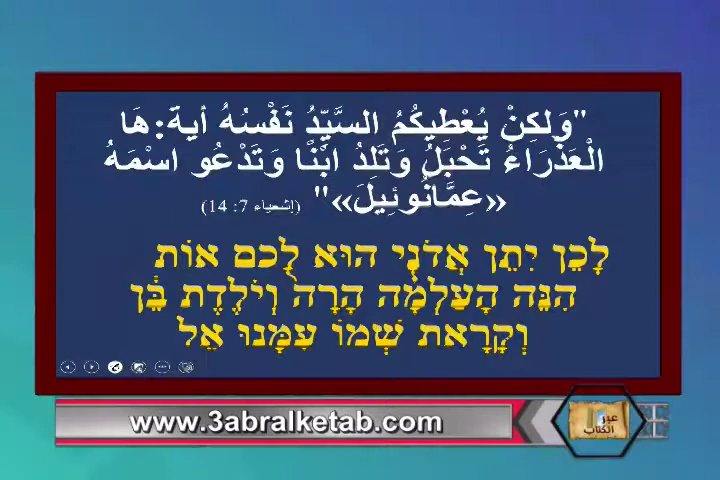 "وَلكِنْ يُعْطِيكُمُ السَّيِّدُ نَفْسُهُ أية:هَا
الْعَذْرَاءُ تَحْبَلُ وَتَلِدُ ابْنًا وَتَدْعُو اسْمَهُ
«عِمَّانُوئِيلَ»" (إشعياء 7: 14)
לָכֵן יִתֵּן אֲדֹנָי הוּא לָכֶם אוֹת
הִנֵּה הָעַלְמָה הָרָה וְיֹלֶדֶת בֵּן
וְקָרָאת שְׁמוֹ עִמָּנוּ אֵל
www.3abralketab.com
عبر
الكتاب